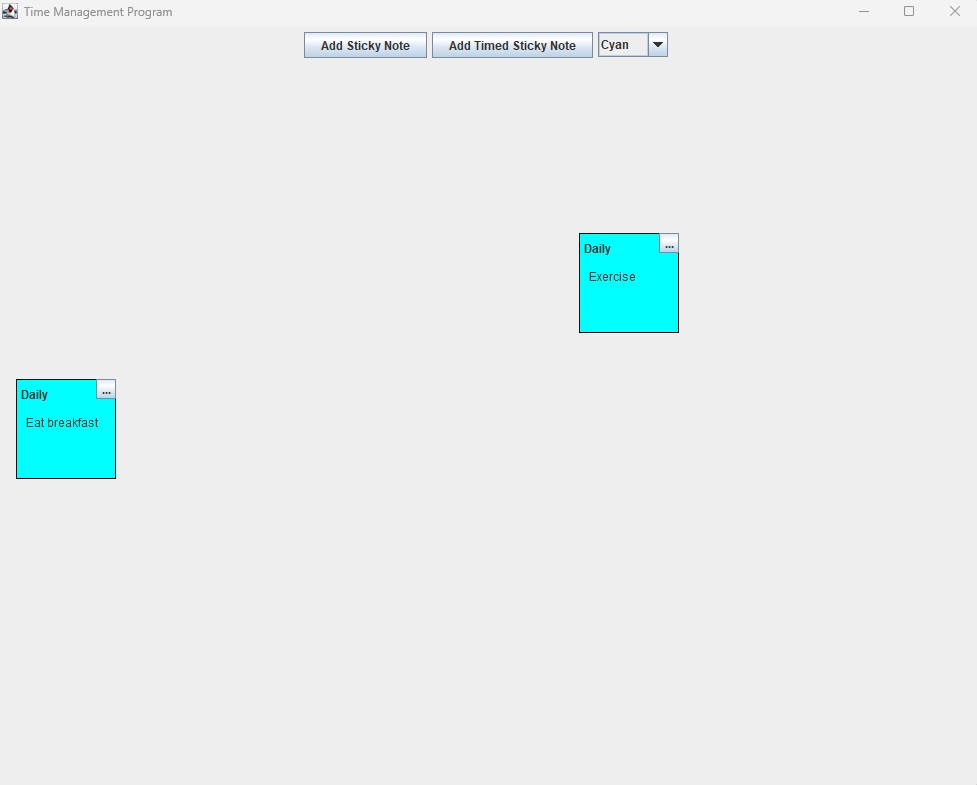 Time Management Program
Add Sticky Note Add Timed Sticky Note Cyan
Daily ...
Exercise
Daily ...
Eat breakfast